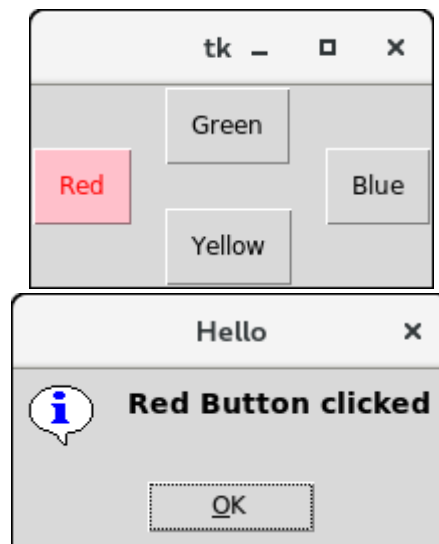 tk
Green
Red Blue
Yellow
Hello
Red Button clicked
OK